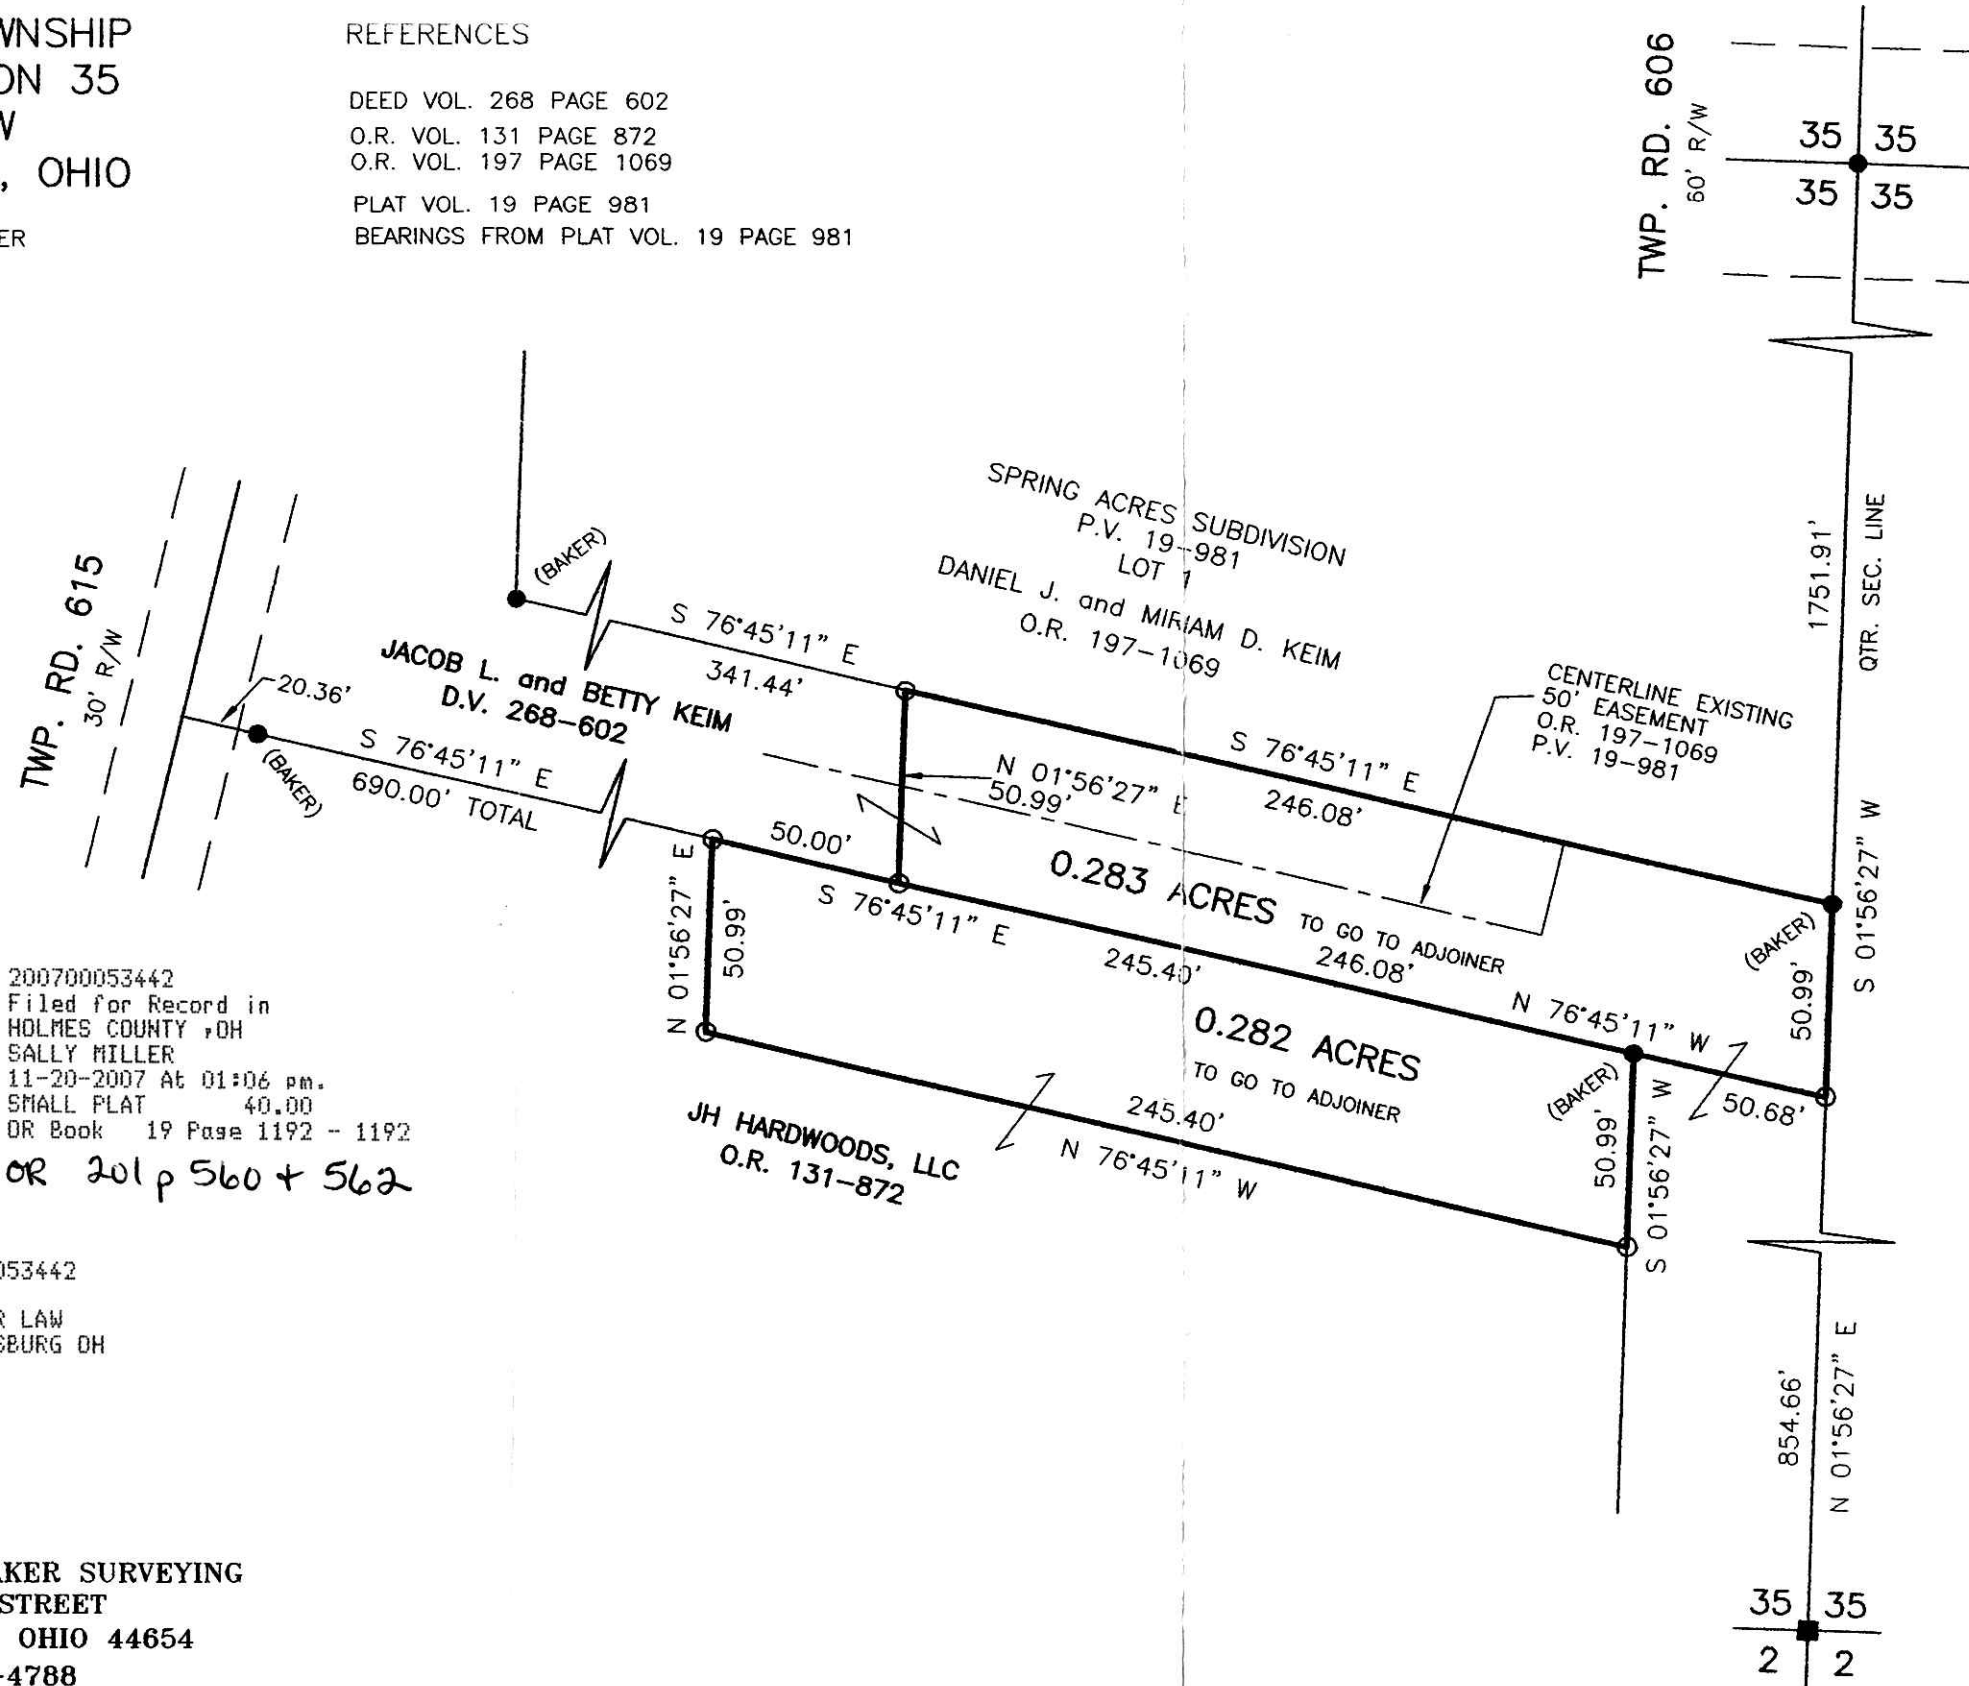 WNSHIP
ON 35
W
, OHIO
ER
REFERENCES
DEED VOL. 268 PAGE 602
O.R. VOL. 131 PAGE 872
O.R. VOL. 197 PAGE 1069
PLAT VOL. 19 PAGE 981
BEARINGS FROM PLAT VOL. 19 PAGE 981
TWP. RD. 606
60' R/W
35 35
35 35
1751.91'
QTR. SEC. LINE
SPRING ACRES SUBDIVISION
P.V. 19-981
LOT 1
DANIEL J. and MIRIAM D. KEIM
O.R. 197-1069
(BAKER)
S 76°45'11" E
341.44'
JACOB L. and BETTY KEIM
D.V. 268-602
TWP. RD. 615
30' R/W
20.36'
(BAKER)
S 76°45'11" E
690.00' TOTAL
CENTERLINE EXISTING
50' EASEMENT
O.R. 197-1069
P.V. 19-981
S 76°45'11" E
246.08'
N 01°56'27" E
50.99'
50.00'
S 76°45'11" E
245.40'
0.283 ACRES TO GO TO ADJOINER
246.08'
N 76°45'11" W
(BAKER)
50.99'
S 01°56'27" W
N 01°56'27" E
50.99'
0.282 ACRES
TO GO TO ADJOINER
(BAKER)
50.99'
S 01°56'27" W
50.68'
245.40'
N 76°45'11" W
JH HARDWOODS, LLC
O.R. 131-872
200700053442
Filed for Record in
HOLMES COUNTY ,OH
SALLY MILLER
11-20-2007 At 01:06 pm.
SMALL PLAT 40.00
OR Book 19 Page 1192 - 1192
OR 201 p 560 + 562
053442
R LAW
SBURG OH
854.66'
N 01°56'27" E
35 35
2 2
AKER SURVEYING
STREET
OHIO 44654
-4788